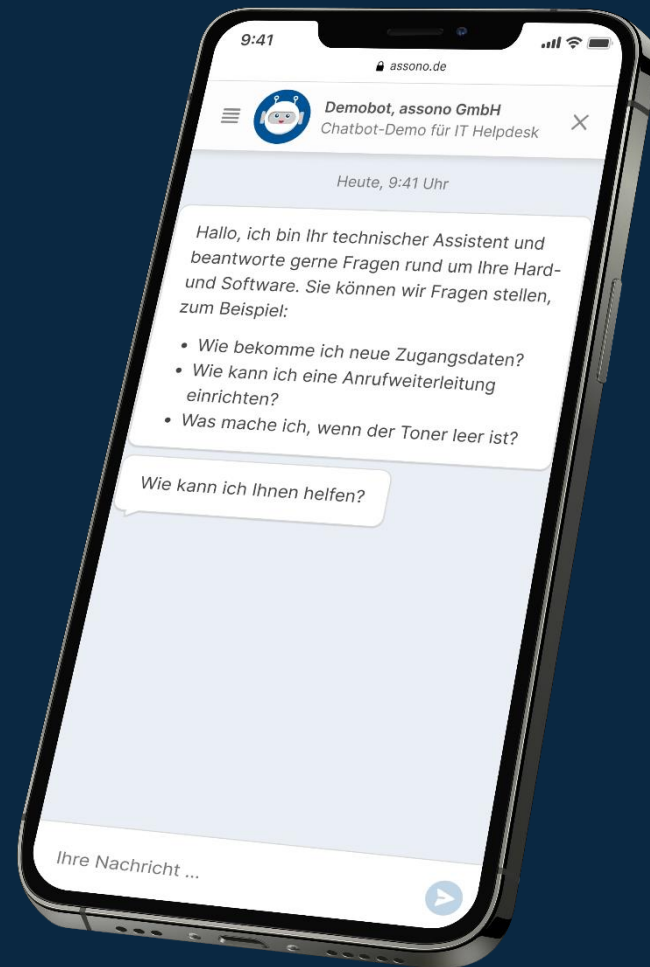 9:41
assono.de
Demobot, assono GmbH
Chatbot-Demo für IT Helpdesk
Heute, 9:41 Uhr
Hallo, ich bin Ihr technischer Assistent und
beantworte gerne Fragen rund um Ihre Hard-
und Software. Sie können wir Fragen stellen,
zum Beispiel:
• Wie bekomme ich neue Zugangsdaten?
• Wie kann ich eine Anrufweiterleitung
einrichten?
• Was mache ich, wenn der Toner leer ist?
Wie kann ich Ihnen helfen?
Ihre Nachricht ...